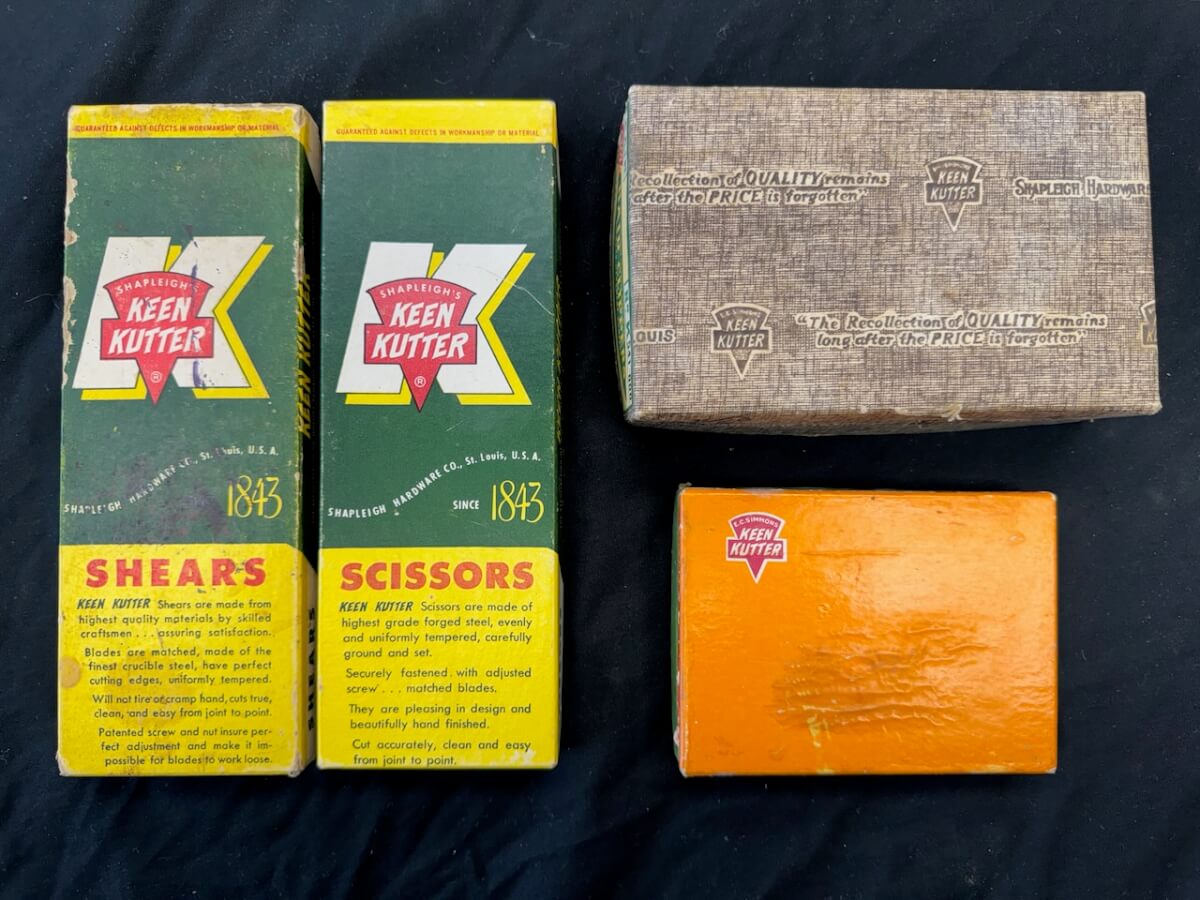 GUARANTEED AGAINST DEFECTS IN WORKMANSHIP OR MATERIAL
SHAPLEIGH'S
KEEN
KUTTER
®
SHAPLEIGH HARDWARE CO., St. Louis, U.S.A.
1843
SHEARS
KEEN KUTTER Shears are made from
highest quality materials by skilled
craftsmen . . . assuring satisfaction.
Blades are matched, made of the
finest crucible steel, have perfect
cutting edges, uniformly tempered.
Will not tire or cramp hand, cuts true,
clean, and easy from joint to point.
Patented screw and nut insure per-
fect adjustment and make it im-
possible for blades to work loose.
KEEN KUTTER
SHEARS
GUARANTEED AGAINST DEFECTS IN WORKMANSHIP OR MATERIAL
SHAPLEIGH'S
KEEN
KUTTER
®
SHAPLEIGH HARDWARE CO., St. Louis, U.S.A.
SINCE 1843
SCISSORS
KEEN KUTTER Scissors are made of
highest grade forged steel, evenly
and uniformly tempered, carefully
ground and set.
Securely fastened with adjusted
screw . . . matched blades.
They are pleasing in design and
beautifully hand finished.
Cut accurately, clean and easy
from joint to point.
Recollection of QUALITY remains
after the PRICE is forgotten"
KEEN
KUTTER
SHAPLEIGH HARDWARE
OUIS
E.C. SIMMONS
KEEN
KUTTER
"The Recollection of QUALITY remains
long after the PRICE is forgotten"
E.C. SIMMONS
KEEN
KUTTER